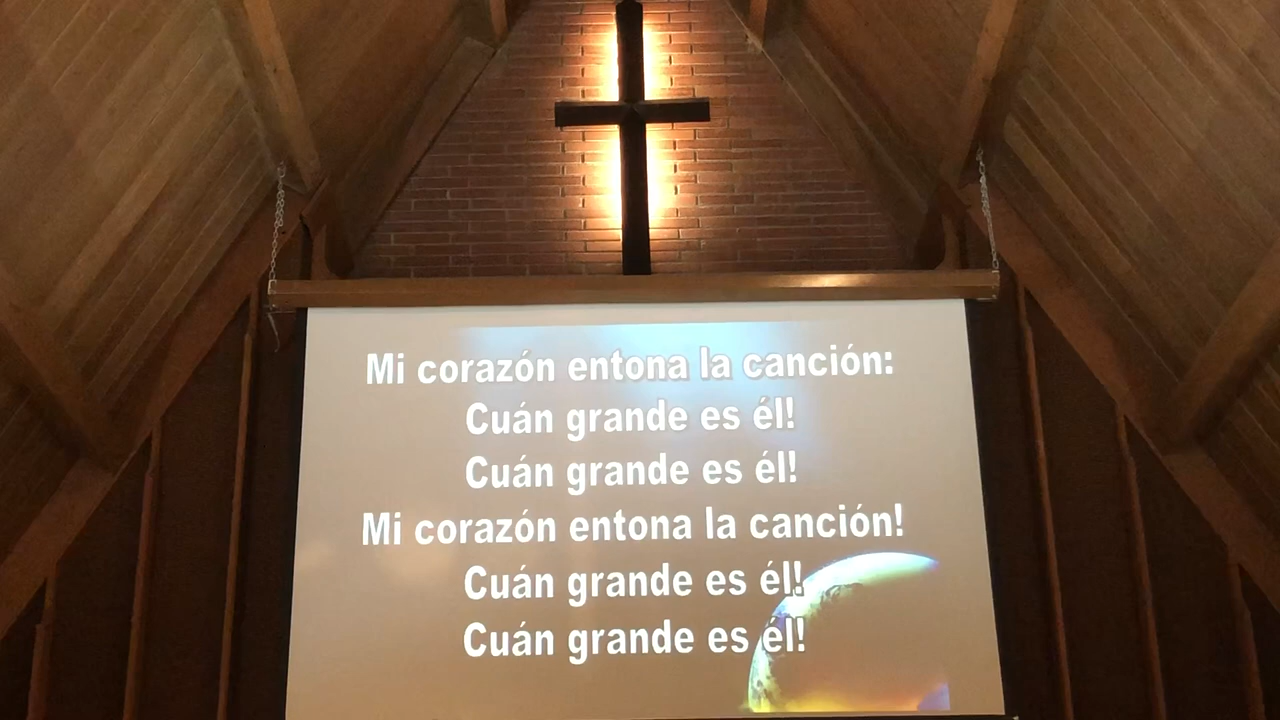 Mi corazón entona la canción:
Cuán grande es él!
Cuán grande es él!
Mi corazón entona la canción!
Cuán grande es él!
Cuán grande es él!